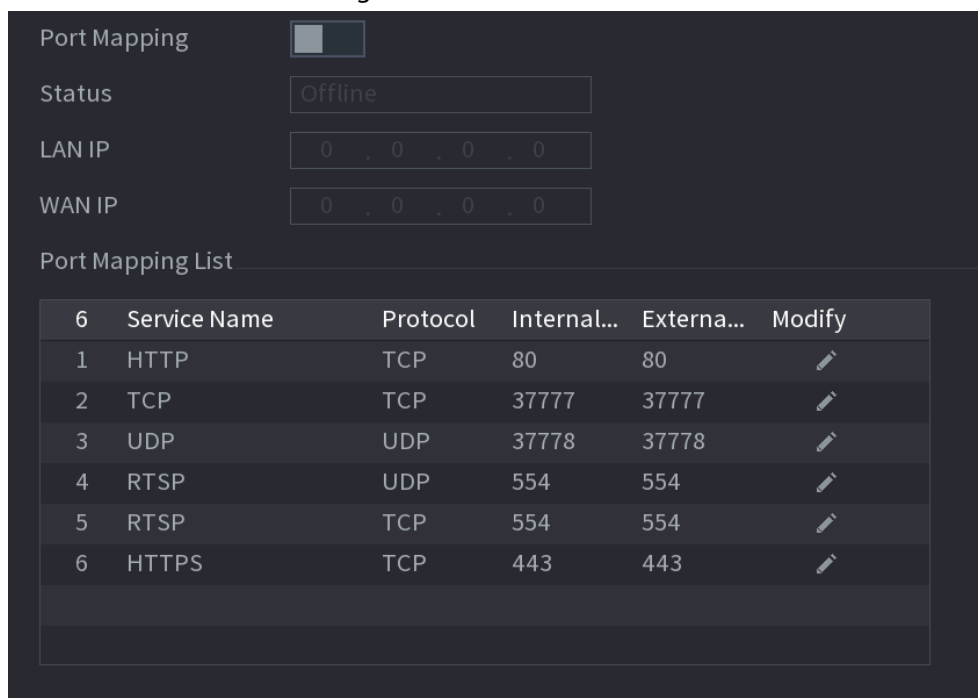 Port Mapping
Status Offline
LAN IP 0 . 0 . 0 . 0
WAN IP 0 . 0 . 0 . 0
Port Mapping List
6 Service Name Protocol Internal... Externa... Modify
1 HTTP TCP 80 80
2 TCP TCP 37777 37777
3 UDP UDP 37778 37778
4 RTSP UDP 554 554
5 RTSP TCP 554 554
6 HTTPS TCP 443 443